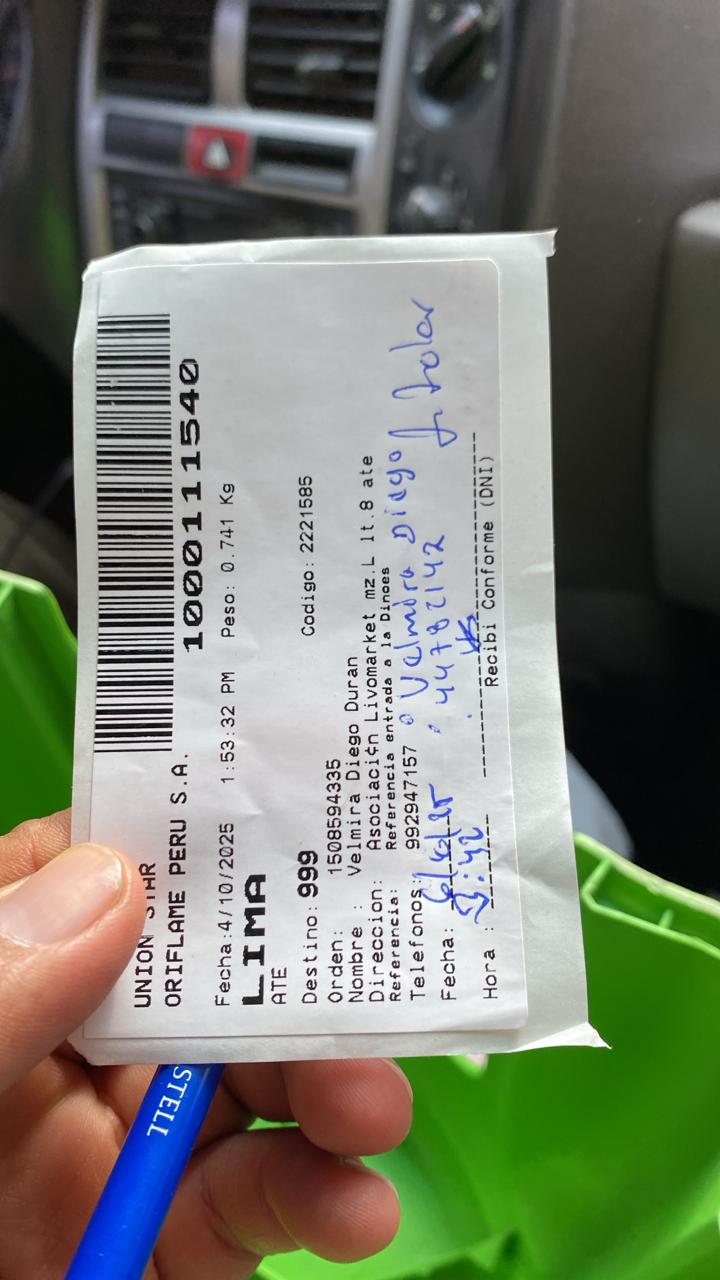 UNION STAR
ORIFLAME PERU S.A.
1000111540
Fecha:4/10/2025 1:53:32 PM Peso: 0.741 Kg
LIMA
ATE
Destino: 999 Codigo: 2221585
Orden: 1508594335
Nombre : Velmira Diego Duran
Direccion: Asociaci¢n Livomarket mz.L lt.8 ate
Referencia: Referencia entrada a la Dinoes
Telefonos: 992947157
Velmira Diego
Fecha: 44782142
Hora : :42
Recibi Conforme (DNI)
STELL